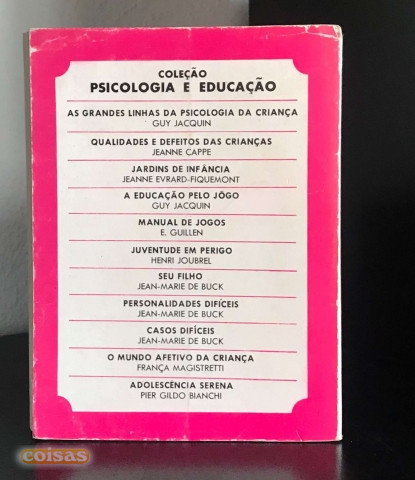 COLEÇÃO
PSICOLOGIA E EDUCAÇÃO
AS GRANDES LINHAS DA PSICOLOGIA DA CRIANÇA
GUY JACQUIN
QUALIDADES E DEFEITOS DAS CRIANÇAS
JEANNE CAPPE
JARDINS DE INFÂNCIA
JEANNE EVRARD-FIQUEMONT
A EDUCAÇÃO PELO JÔGO
GUY JACQUIN
MANUAL DE JOGOS
E. GUILLEN
JUVENTUDE EM PERIGO
HENRI JOUBREL
SEU FILHO
JEAN-MARIE DE BUCK
PERSONALIDADES DIFÍCEIS
JEAN-MARIE DE BUCK
CASOS DIFÍCEIS
JEAN-MARIE DE BUCK
O MUNDO AFETIVO DA CRIANÇA
FRANÇA MAGISTRETTI
ADOLESCÊNCIA SERENA
PIER GILDO BIANCHI
coisas